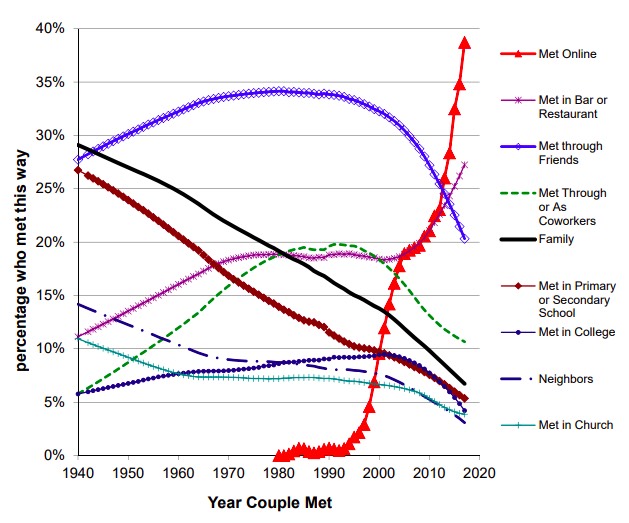 40%
35%
30%
25%
20%
15%
10%
5%
0%
percentage who met this way
1940 1950 1960 1970 1980 1990 2000 2010 2020
Year Couple Met
Met Online
Met in Bar or
Restaurant
Met through
Friends
Met Through
or As
Coworkers
Family
Met in Primary
or Secondary
School
Met in College
Neighbors
Met in Church